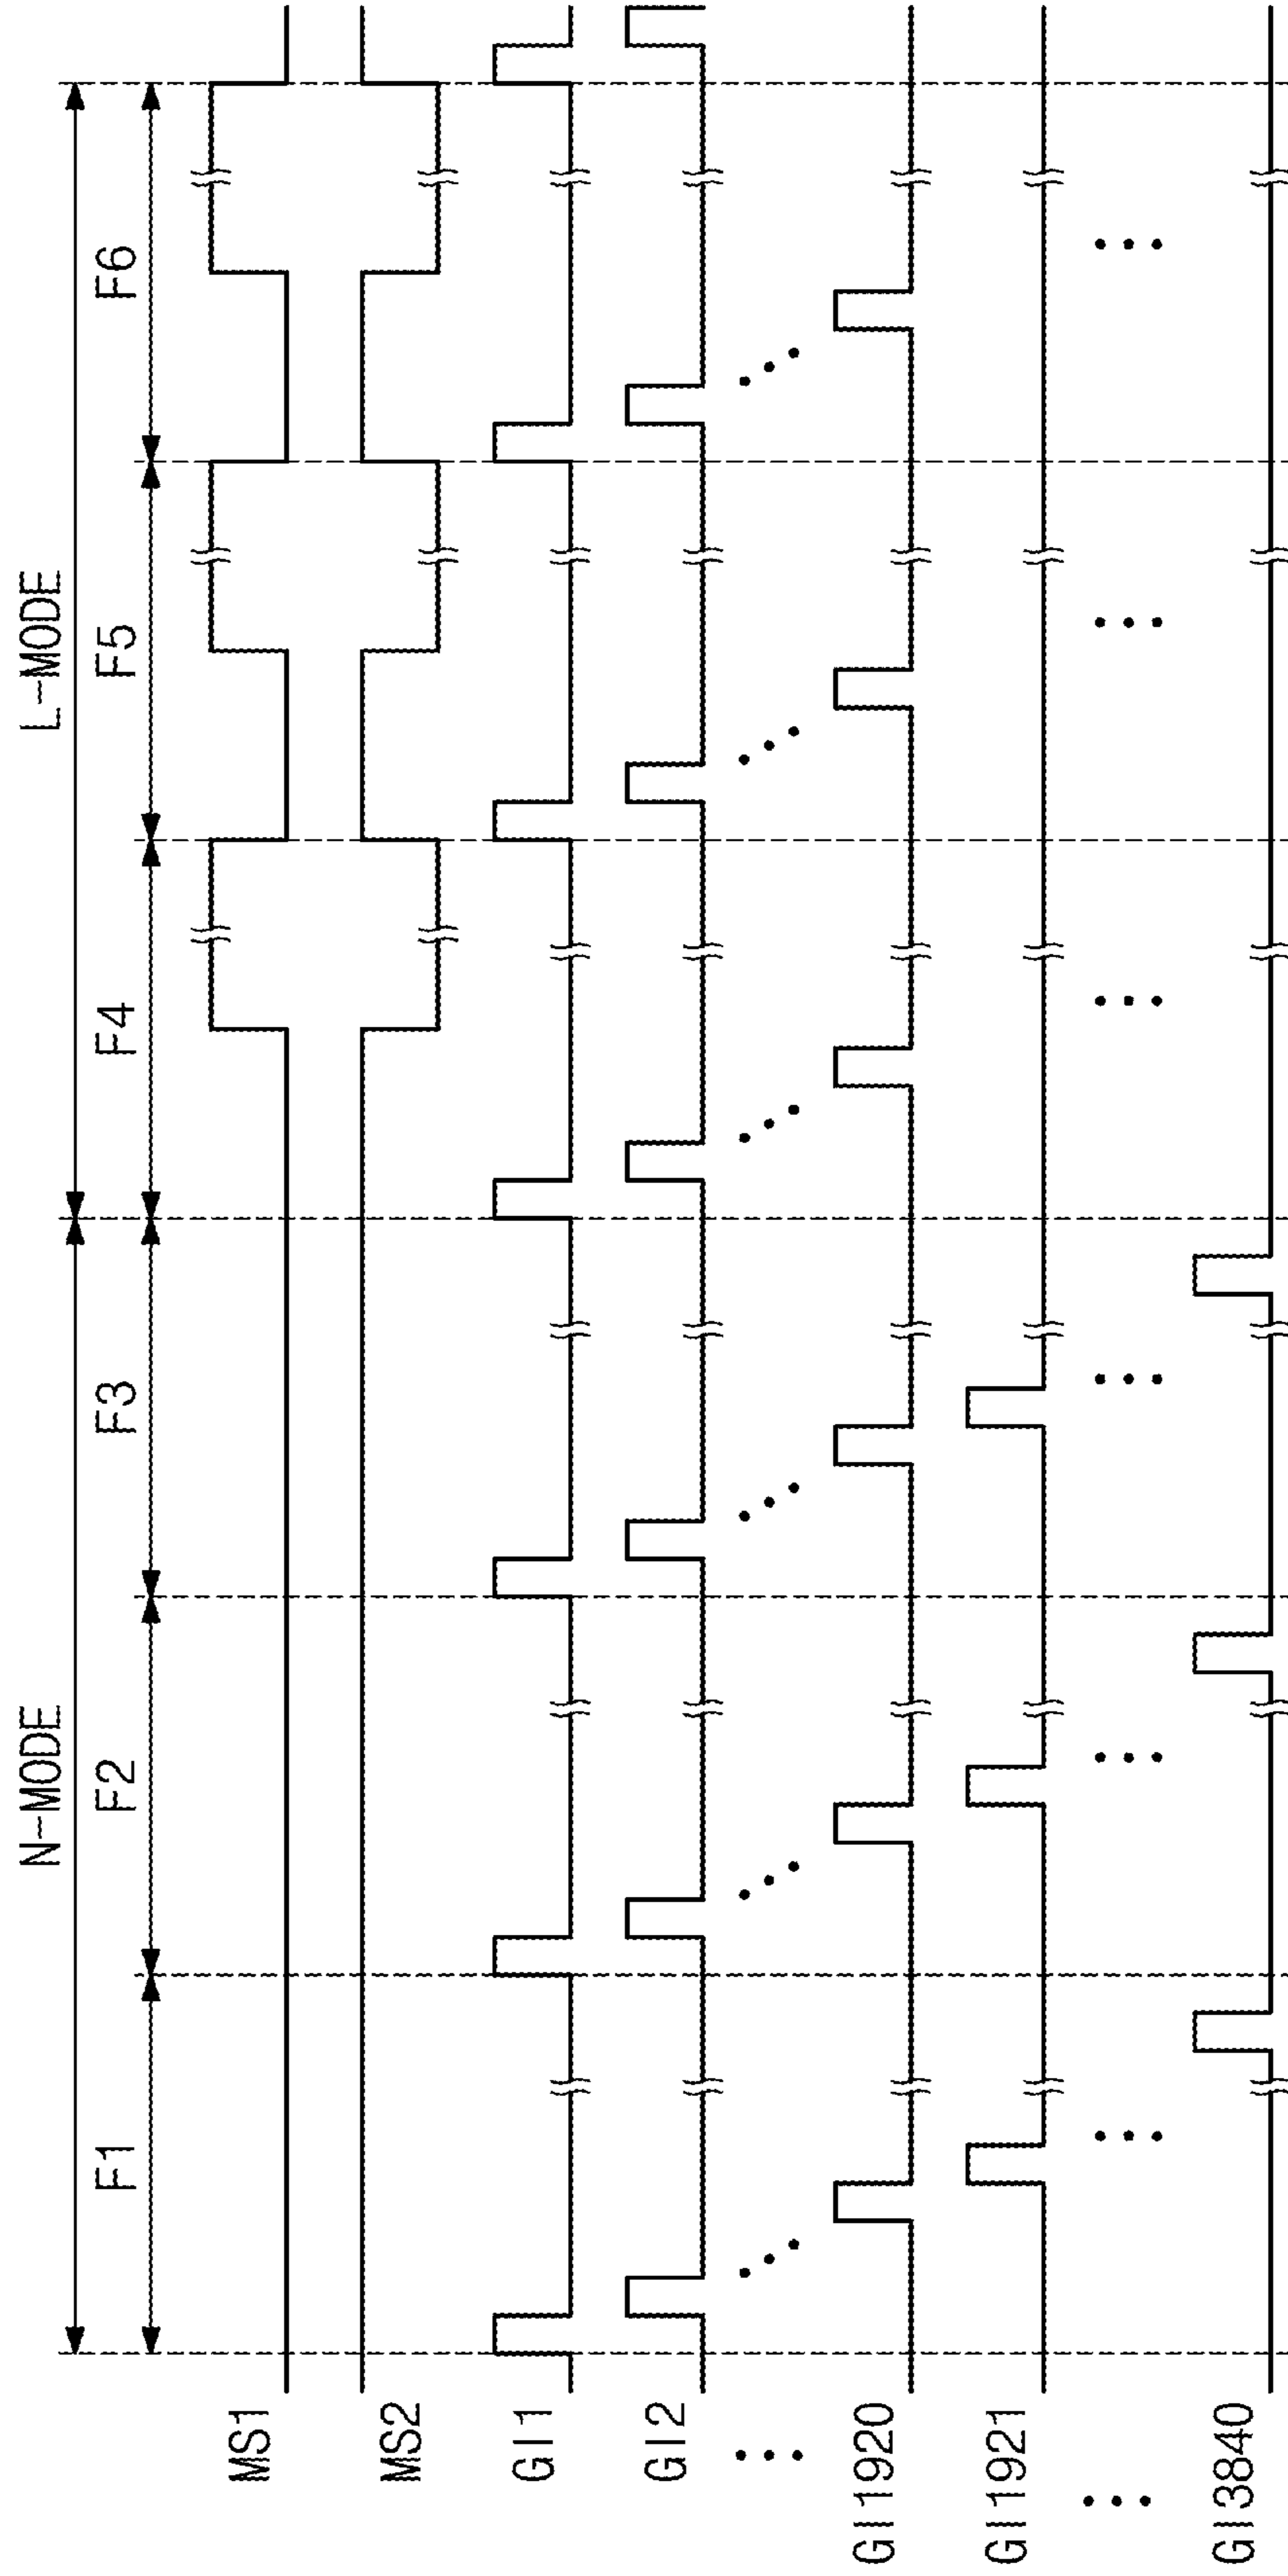 N-MODE L-MODE
F1 F2 F3 F4 F5 F6
MS1
MS2
GI1
GI2
GI1920
GI1921
GI3840